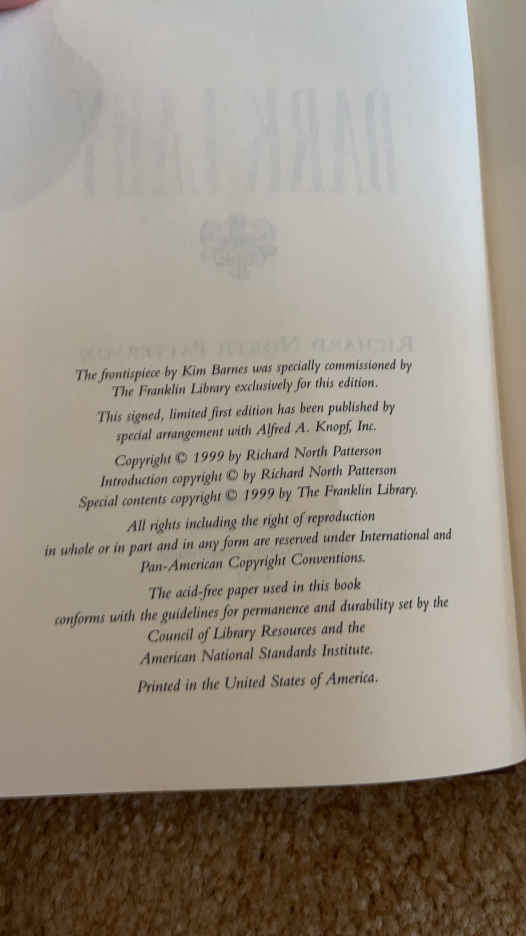 DARK LADY
RICHARD NORTH PATTERSON
The frontispiece by Kim Barnes was specially commissioned by
The Franklin Library exclusively for this edition.
This signed, limited first edition has been published by
special arrangement with Alfred A. Knopf, Inc.
Copyright © 1999 by Richard North Patterson
Introduction copyright © by Richard North Patterson
Special contents copyright © 1999 by The Franklin Library.
All rights including the right of reproduction
in whole or in part and in any form are reserved under International and
Pan-American Copyright Conventions.
The acid-free paper used in this book
conforms with the guidelines for permanence and durability set by the
Council of Library Resources and the
American National Standards Institute.
Printed in the United States of America.